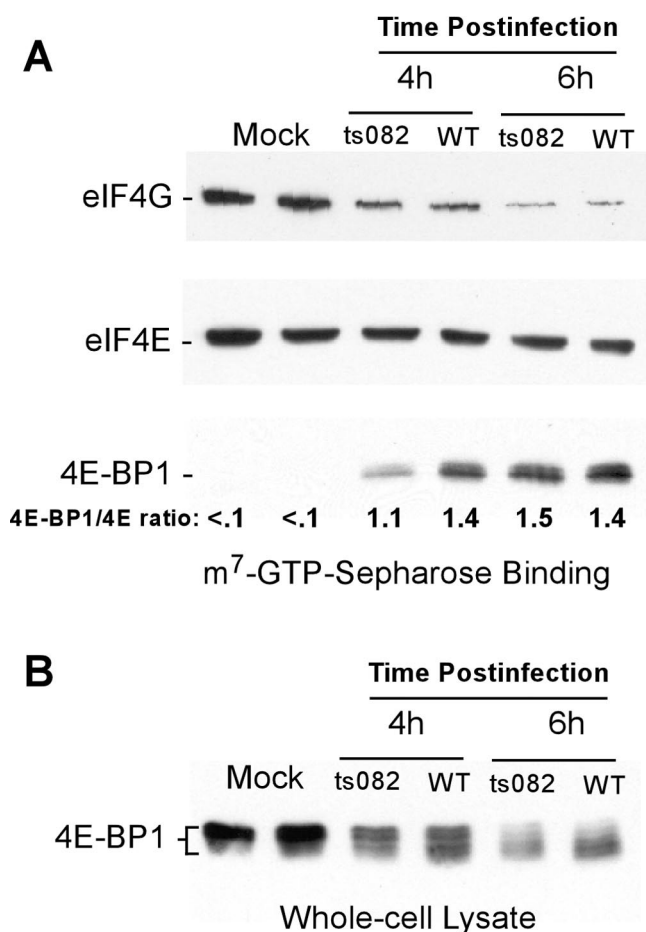 A
Time Postinfection
4h 6h
Mock ts082 WT ts082 WT
eIF4G -
eIF4E -
4E-BP1 -
4E-BP1/4E ratio: <.1 <.1 1.1 1.4 1.5 1.4
m⁷-GTP-Sepharose Binding
B
Time Postinfection
4h 6h
Mock ts082 WT ts082 WT
4E-BP1 -
Whole-cell Lysate